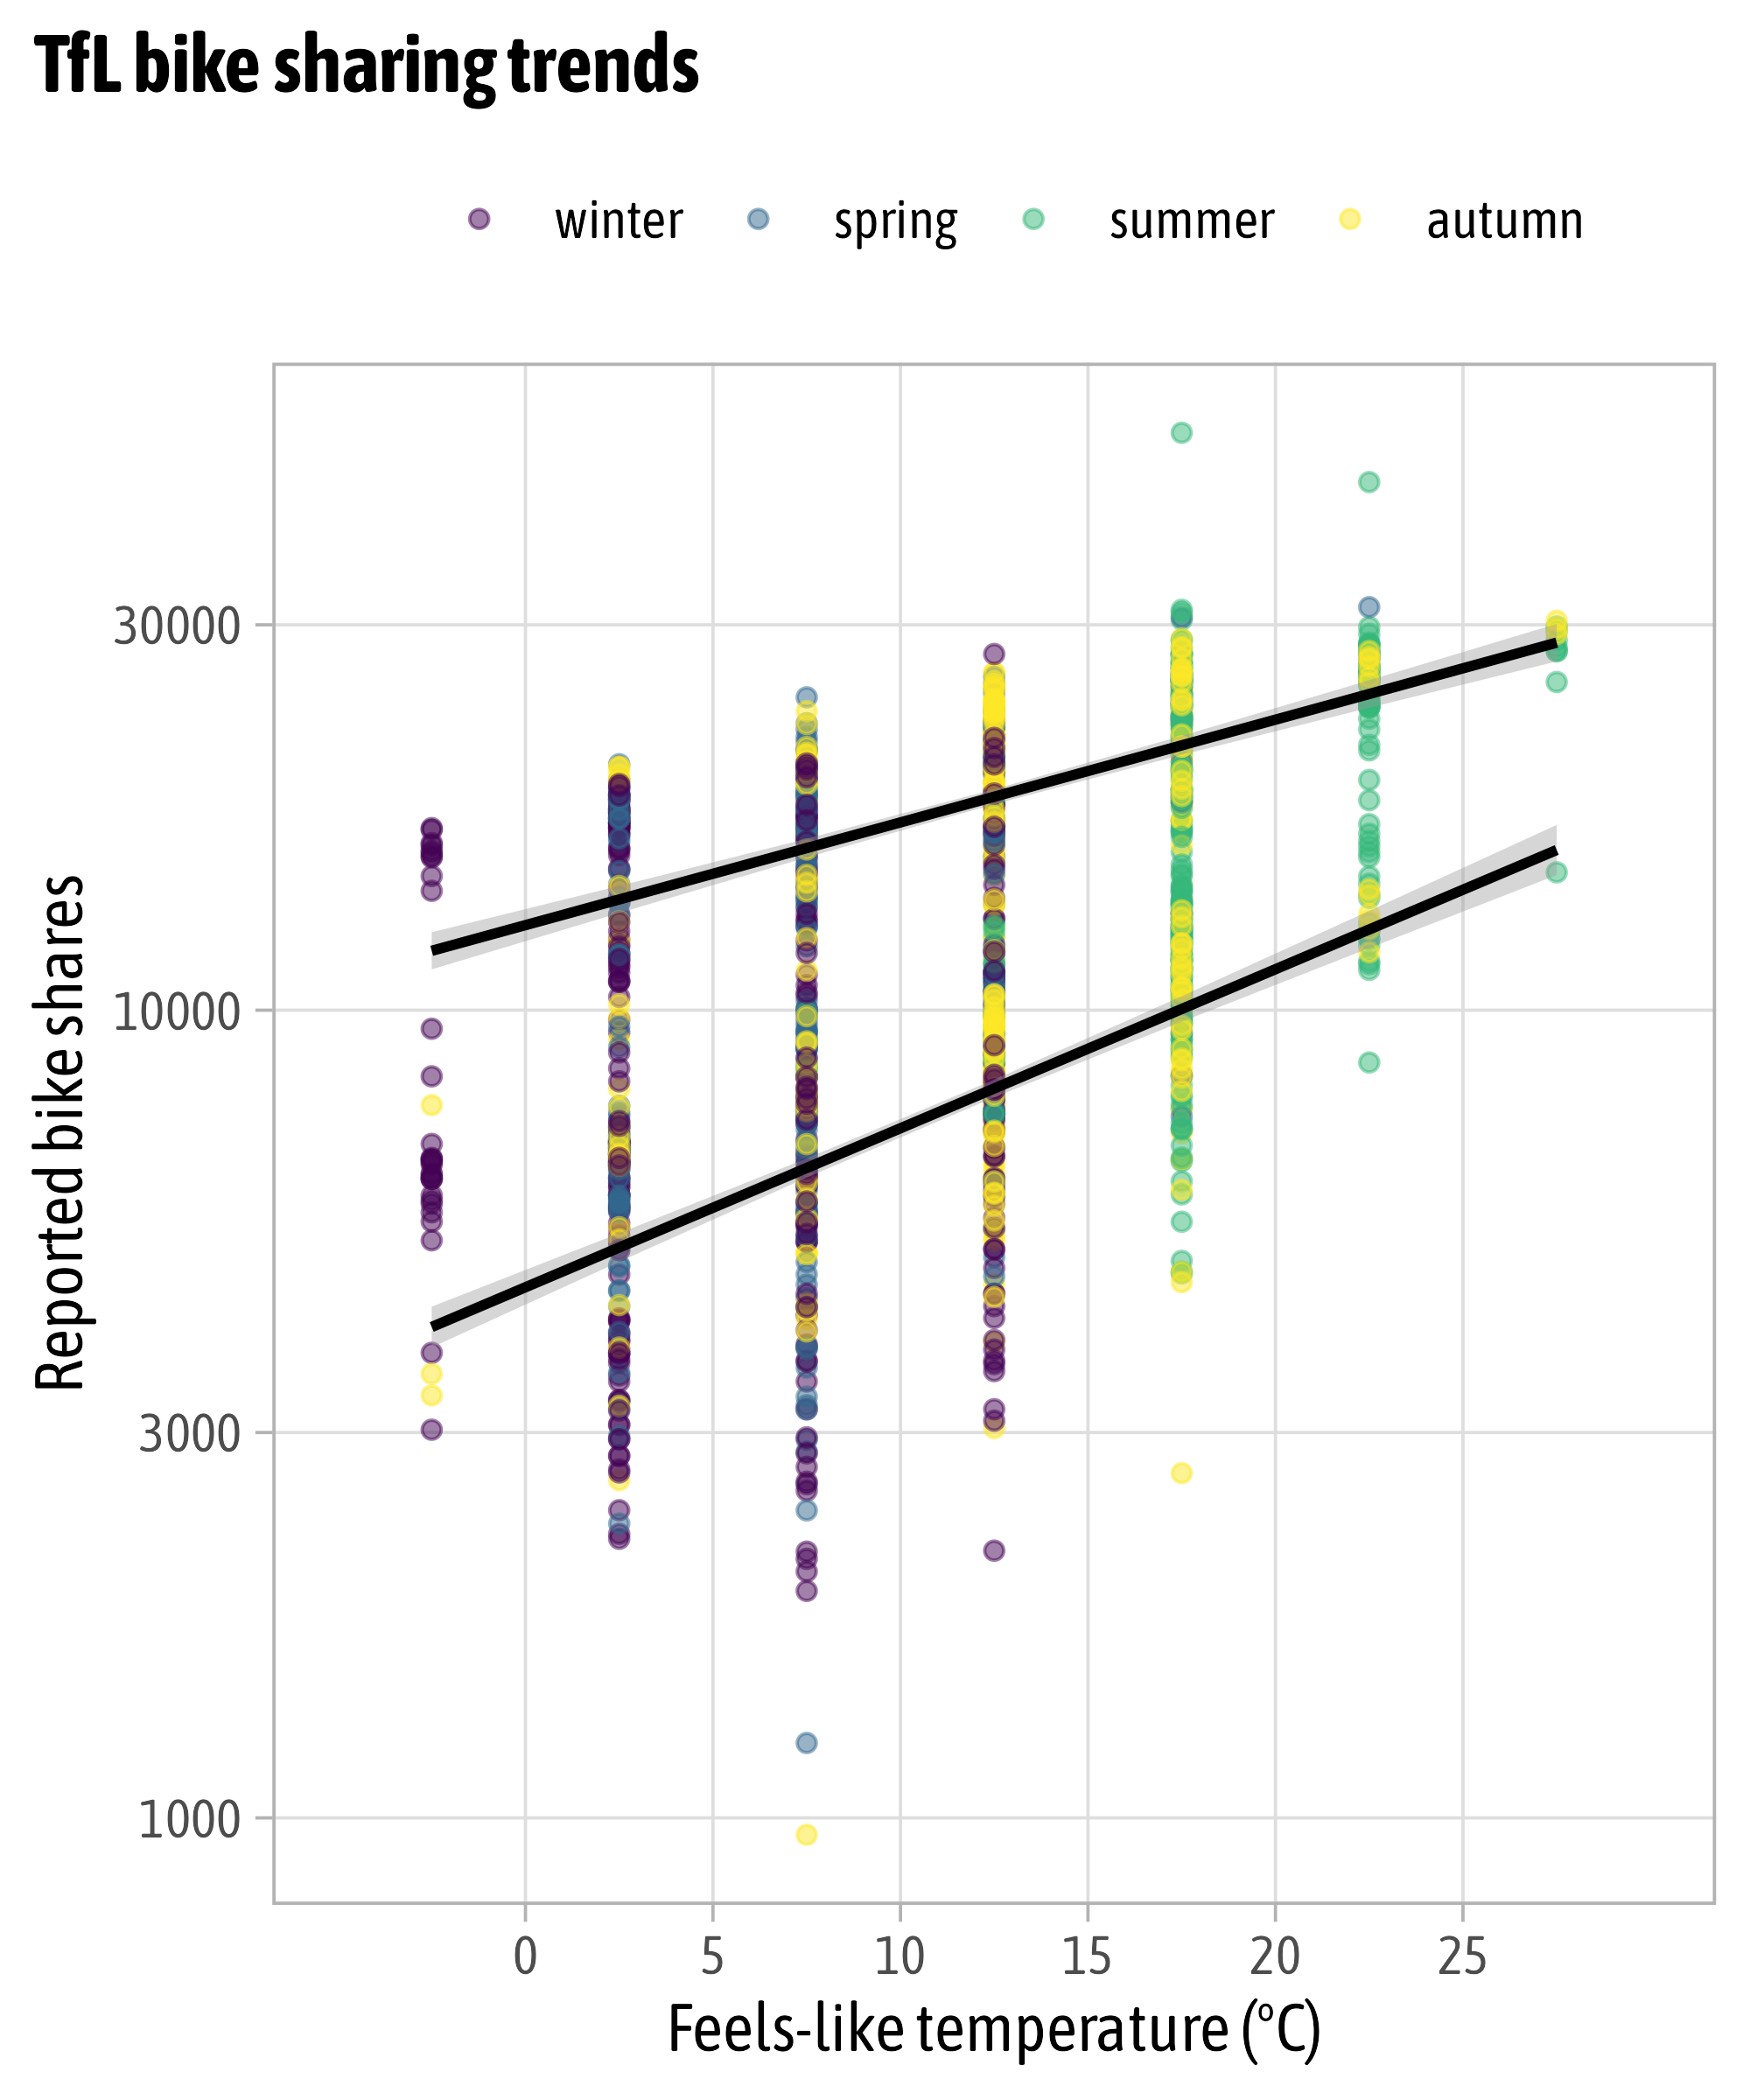 TfL bike sharing trends
winter spring summer autumn
Reported bike shares
30000
10000
3000
1000
0 5 10 15 20 25
Feels-like temperature (°C)